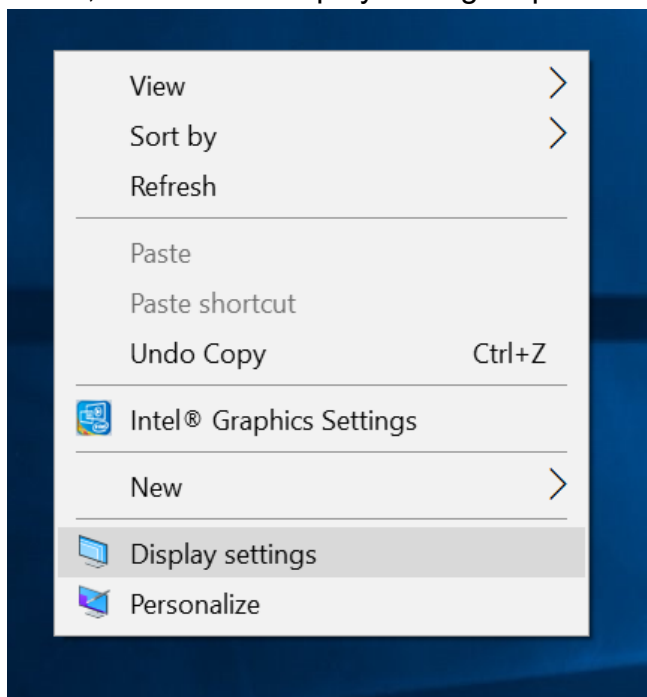 View
Sort by
Refresh
Paste
Paste shortcut
Undo Copy Ctrl+Z
Intel® Graphics Settings
New
Display settings
Personalize